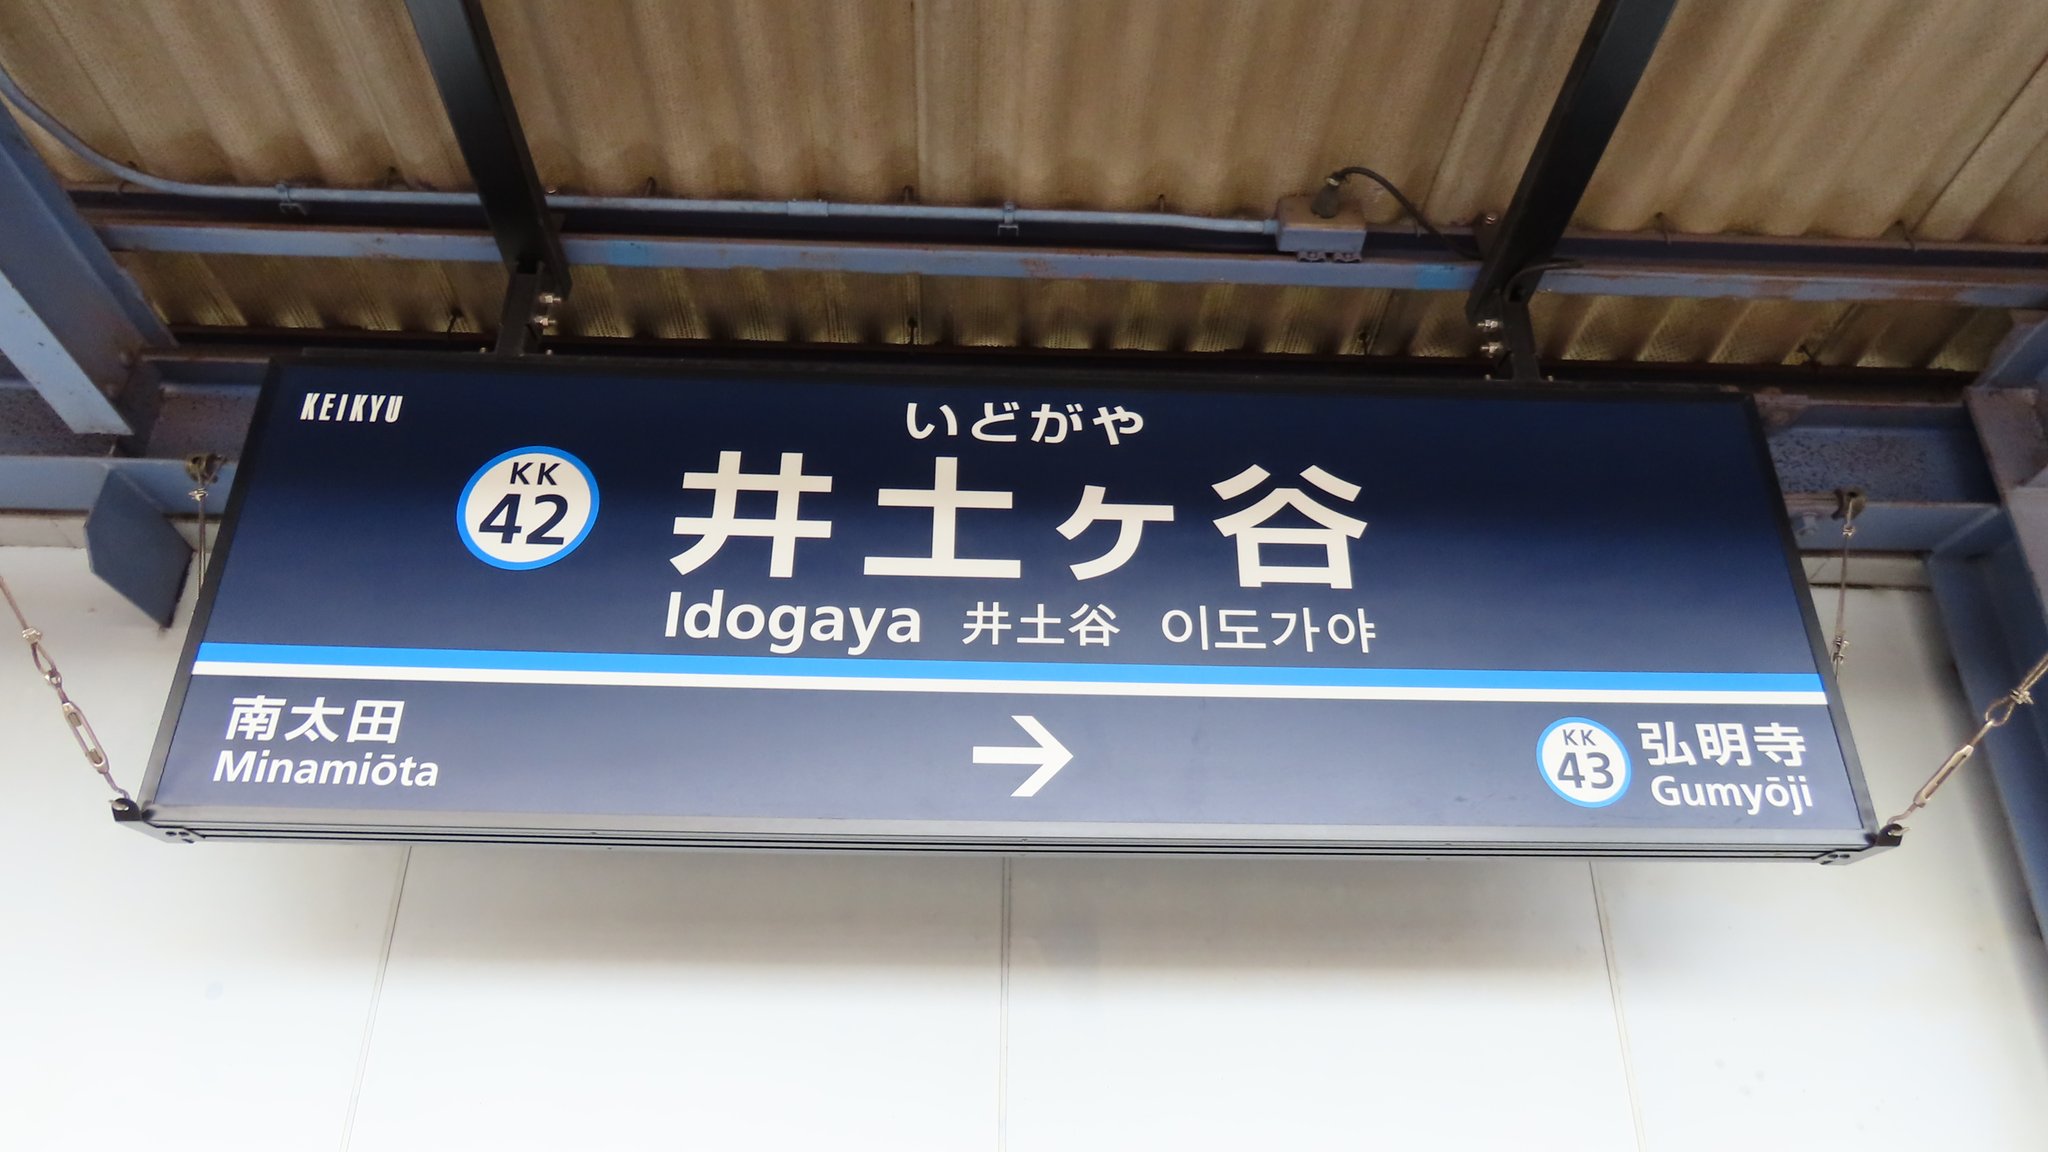 KEIKYU
いどがや
KK
42
井土ヶ谷
Idogaya 井土谷 이도가야
南太田
Minamiōta
→
KK
43
弘明寺
Gumyōji